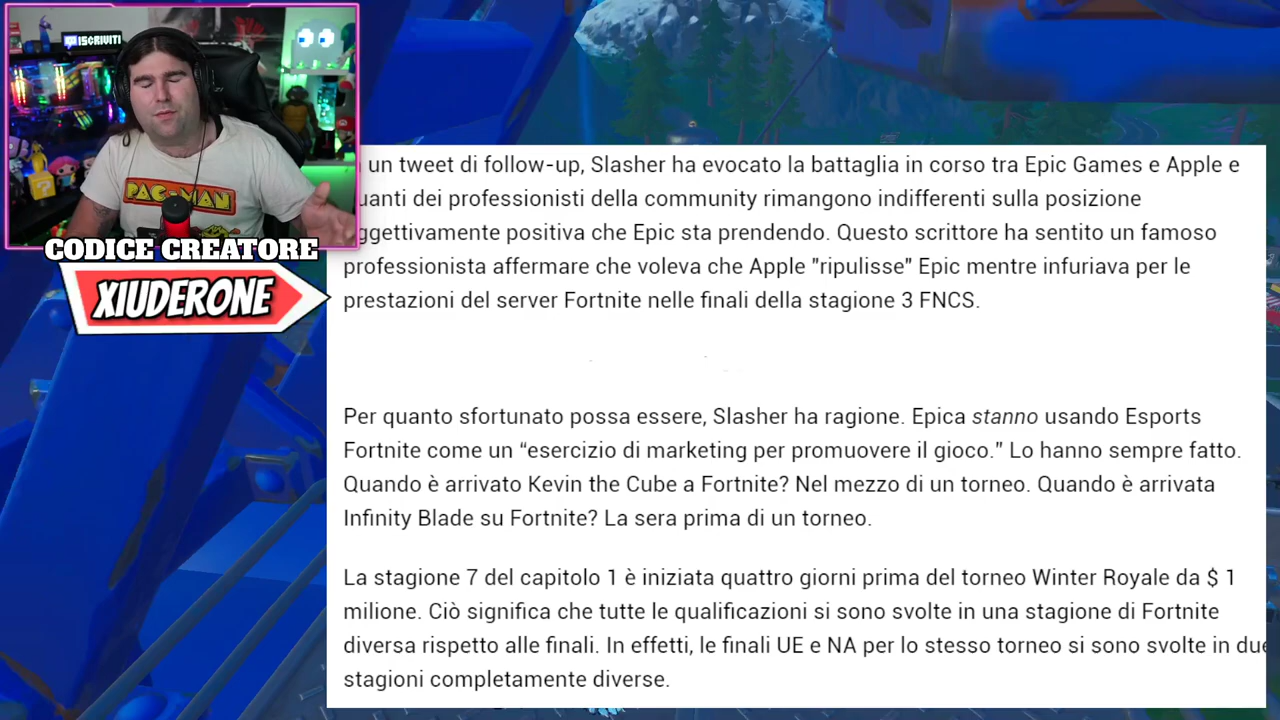 ISCRIVITI
PAC-MAN
CODICE CREATORE
XIUDERONE
un tweet di follow-up, Slasher ha evocato la battaglia in corso tra Epic Games e Apple e
uanti dei professionisti della community rimangono indifferenti sulla posizione
ggettivamente positiva che Epic sta prendendo. Questo scrittore ha sentito un famoso
professionista affermare che voleva che Apple "ripulisse" Epic mentre infuriava per le
prestazioni del server Fortnite nelle finali della stagione 3 FNCS.
Per quanto sfortunato possa essere, Slasher ha ragione. Epica stanno usando Esports
Fortnite come un “esercizio di marketing per promuovere il gioco.” Lo hanno sempre fatto.
Quando è arrivato Kevin the Cube a Fortnite? Nel mezzo di un torneo. Quando è arrivata
Infinity Blade su Fortnite? La sera prima di un torneo.
La stagione 7 del capitolo 1 è iniziata quattro giorni prima del torneo Winter Royale da $ 1
milione. Ciò significa che tutte le qualificazioni si sono svolte in una stagione di Fortnite
diversa rispetto alle finali. In effetti, le finali UE e NA per lo stesso torneo si sono svolte in due
stagioni completamente diverse.